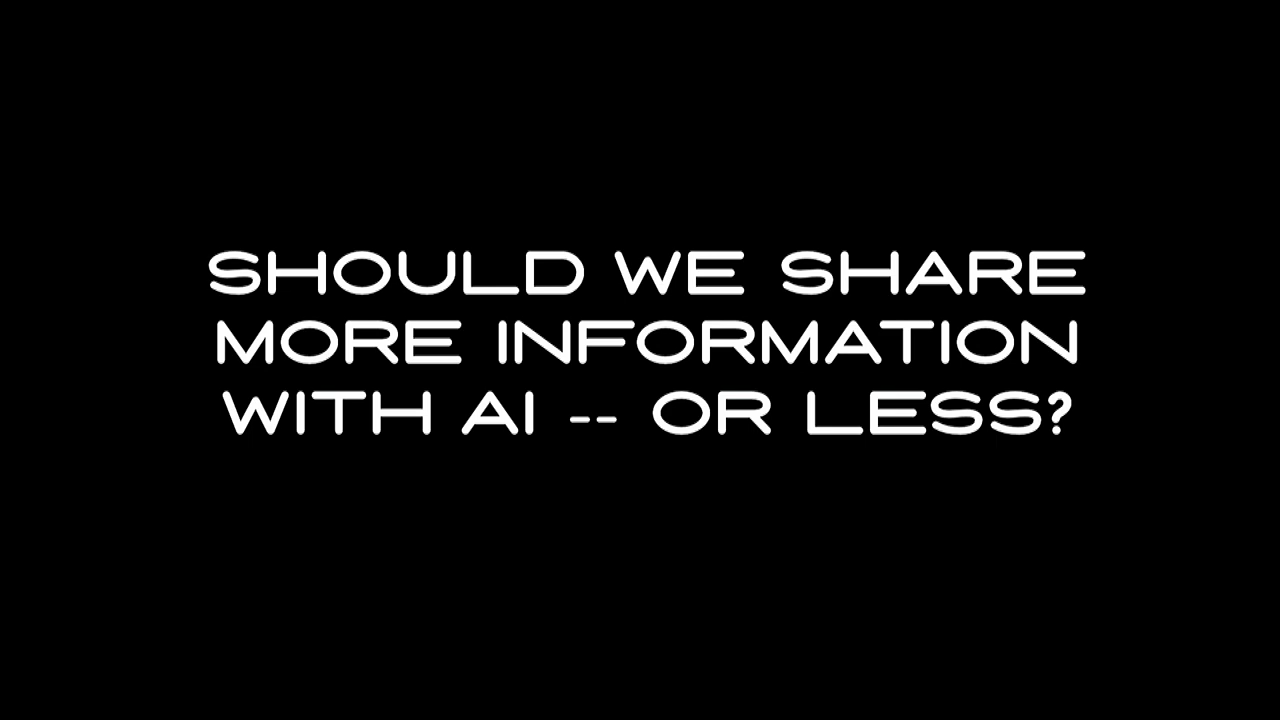 SHOULD WE SHARE
MORE INFORMATION
WITH AI -- OR LESS?